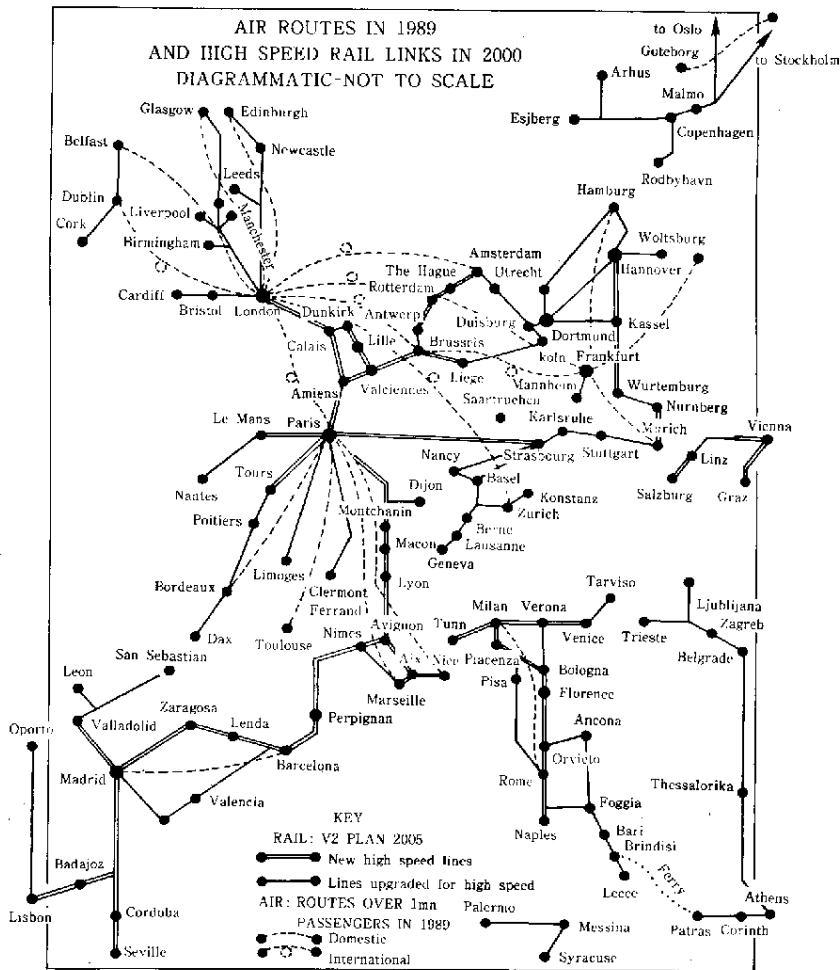 AIR ROUTES IN 1989
AND HIGH SPEED RAIL LINKS IN 2000
DIAGRAMMATIC-NOT TO SCALE
to Oslo
Guteborg
to Stockholm
Arhus
Malmo
Esjberg
Copenhagen
Rodbyhavn
Glasgow
Edinburgh
Belfast
Newcastle
Leeds
Dublin
Liverpool
Manchester
Cork
Birmingham
Cardiff
Bristol
London
Hamburg
Woltsburg
Amsterdam
The Hague
Utrecht
Hannover
Rotterdam
Dunkirk
Antwerp
Duisburg
Dortmund
Kassel
Calais
Lille
Brussris
koln
Frankfurt
Liege
Mannheim
Amiens
Valciennes
Saartruehen
Wurtemburg
Nurnberg
Le Mans
Paris
Karlsruhe
Munich
Vienna
Strasbourg
Stuttgart
Linz
Nancy
Tours
Basel
Salzburg
Graz
Nantes
Dijon
Konstanz
Montchanin
Zurich
Poitiers
Berne
Macon
Lausanne
Geneva
Limoges
Lyon
Bordeaux
Clermont
Ferrand
Tarviso
Milan
Verona
Avignon
Tunn
Ljublijana
Dax
Toulouse
Nimes
Venice
Trieste
Zagreb
San Sebastian
Aix
Nice
Piacenza
Bologna
Belgrade
Leon
Marseille
Pisa
Florence
Zaragosa
Oporto
Valladolid
Lenda
Perpignan
Ancona
Orvieto
Barcelona
Madrid
Rome
Thessalorika
Valencia
Foggia
KEY
Naples
Bari
RAIL: V2 PLAN 2005
Brindisi
New high speed lines
Badajoz
Lines upgraded for high speed
Leece
Ferry
AIR: ROUTES OVER 1mn
PASSENGERS IN 1989
Lisbon
Cordoba
Domestic
International
Seville
Palermo
Messina
Syracuse
Patras
Corinth
Athens